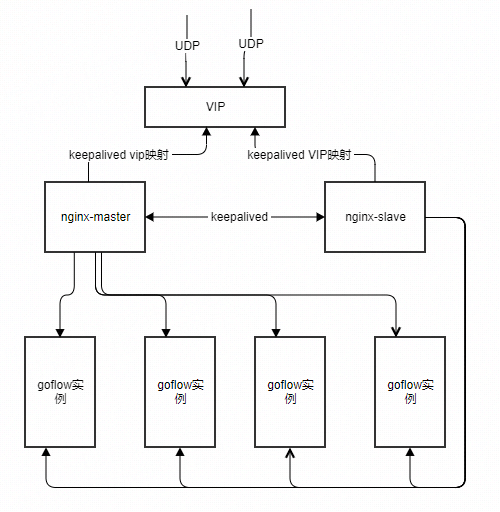 UDP
UDP
VIP
keepalived vip映射
keepalived VIP映射
nginx-master
keepalived
nginx-slave
goflow实
例
goflow实
例
goflow实
例
goflow实
例